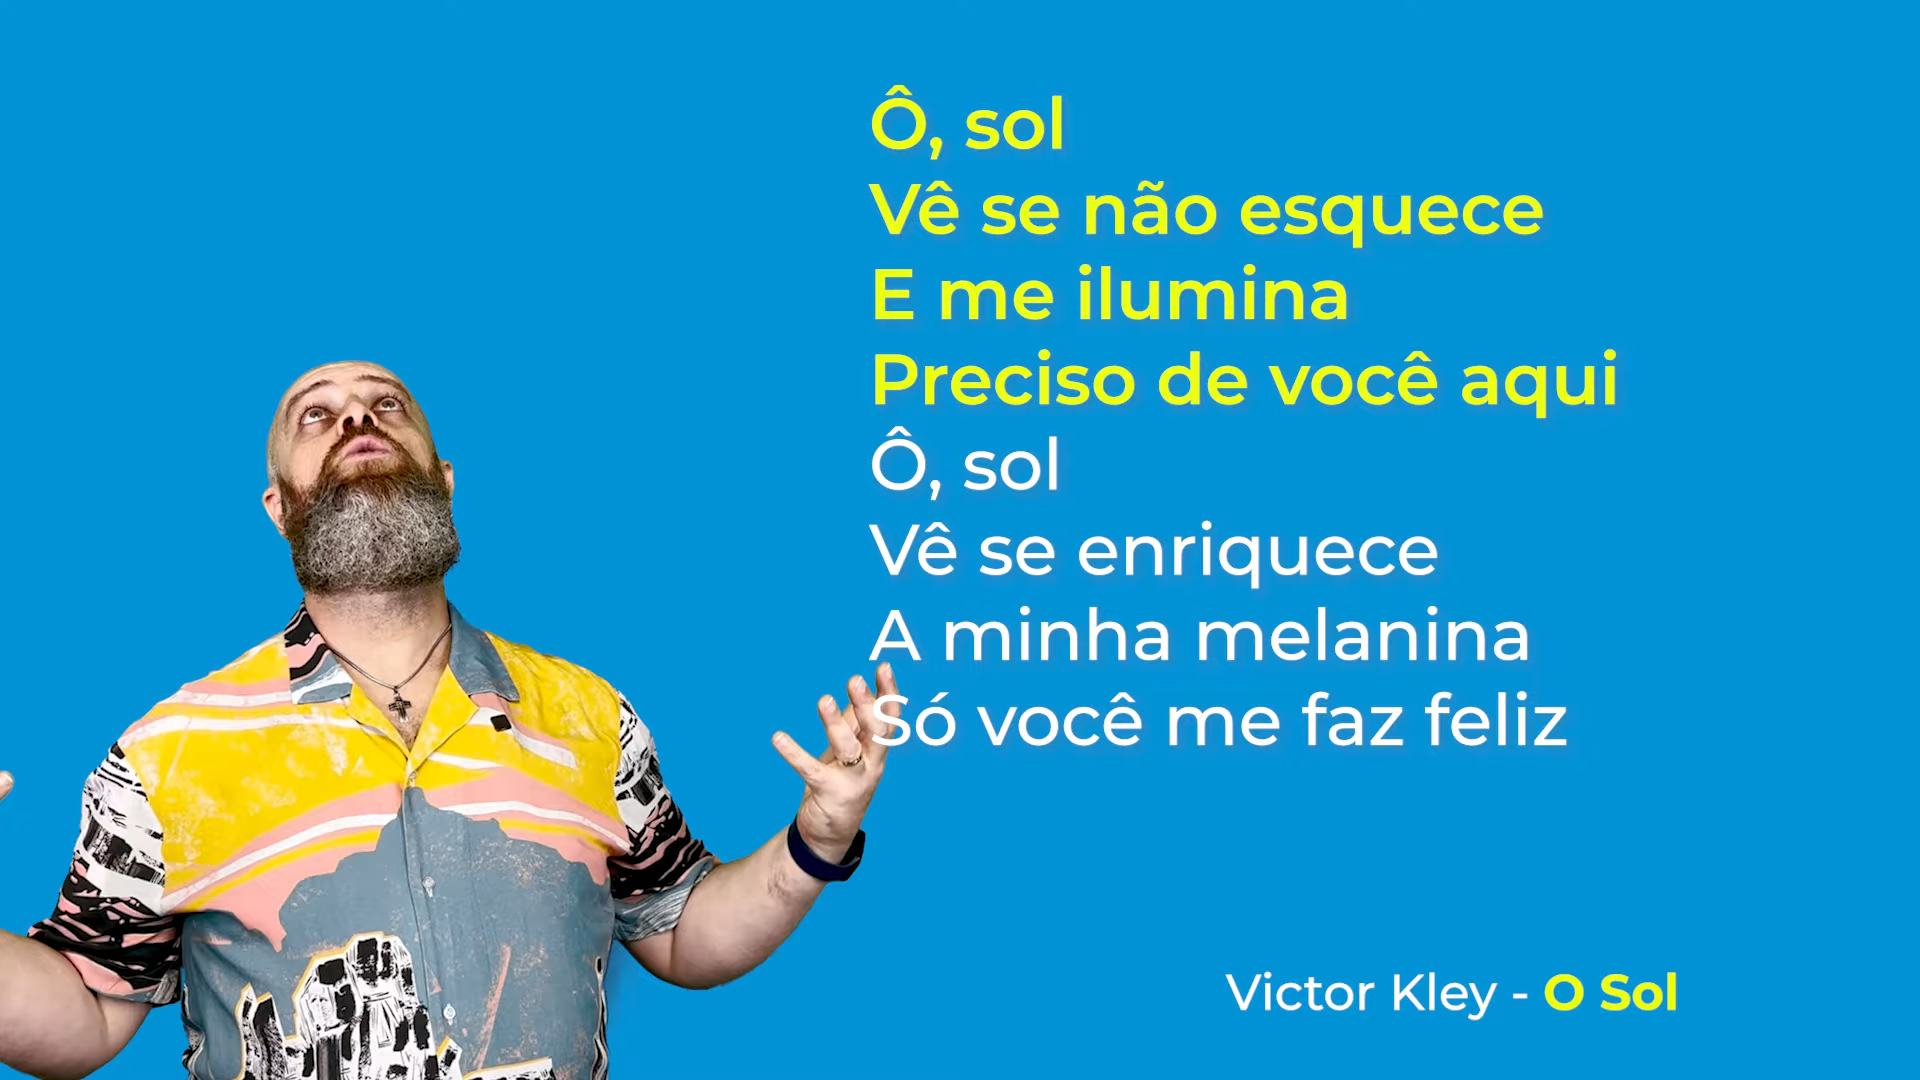 Ô, sol
Vê se não esquece
E me ilumina
Preciso de você aqui
Ô, sol
Vê se enriquece
A minha melanina
Só você me faz feliz
Victor Kley - O Sol